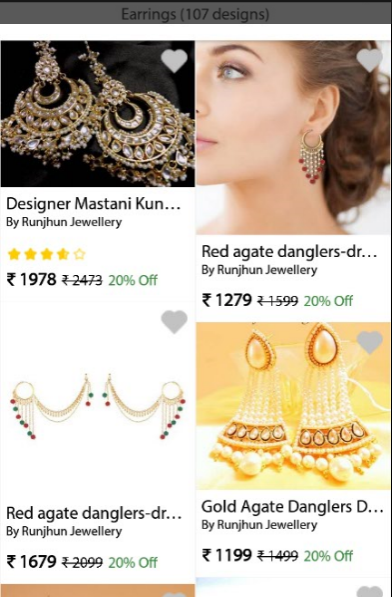 Earrings (107 designs)
Designer Mastani Kun...
By Runjhun Jewellery
₹ 1978 ₹ 2473 20% Off
Red agate danglers-dr...
By Runjhun Jewellery
₹ 1279 ₹ 1599 20% Off
Red agate danglers-dr...
By Runjhun Jewellery
₹ 1679 ₹ 2099 20% Off
Gold Agate Danglers D...
By Runjhun Jewellery
₹ 1199 ₹ 1499 20% Off